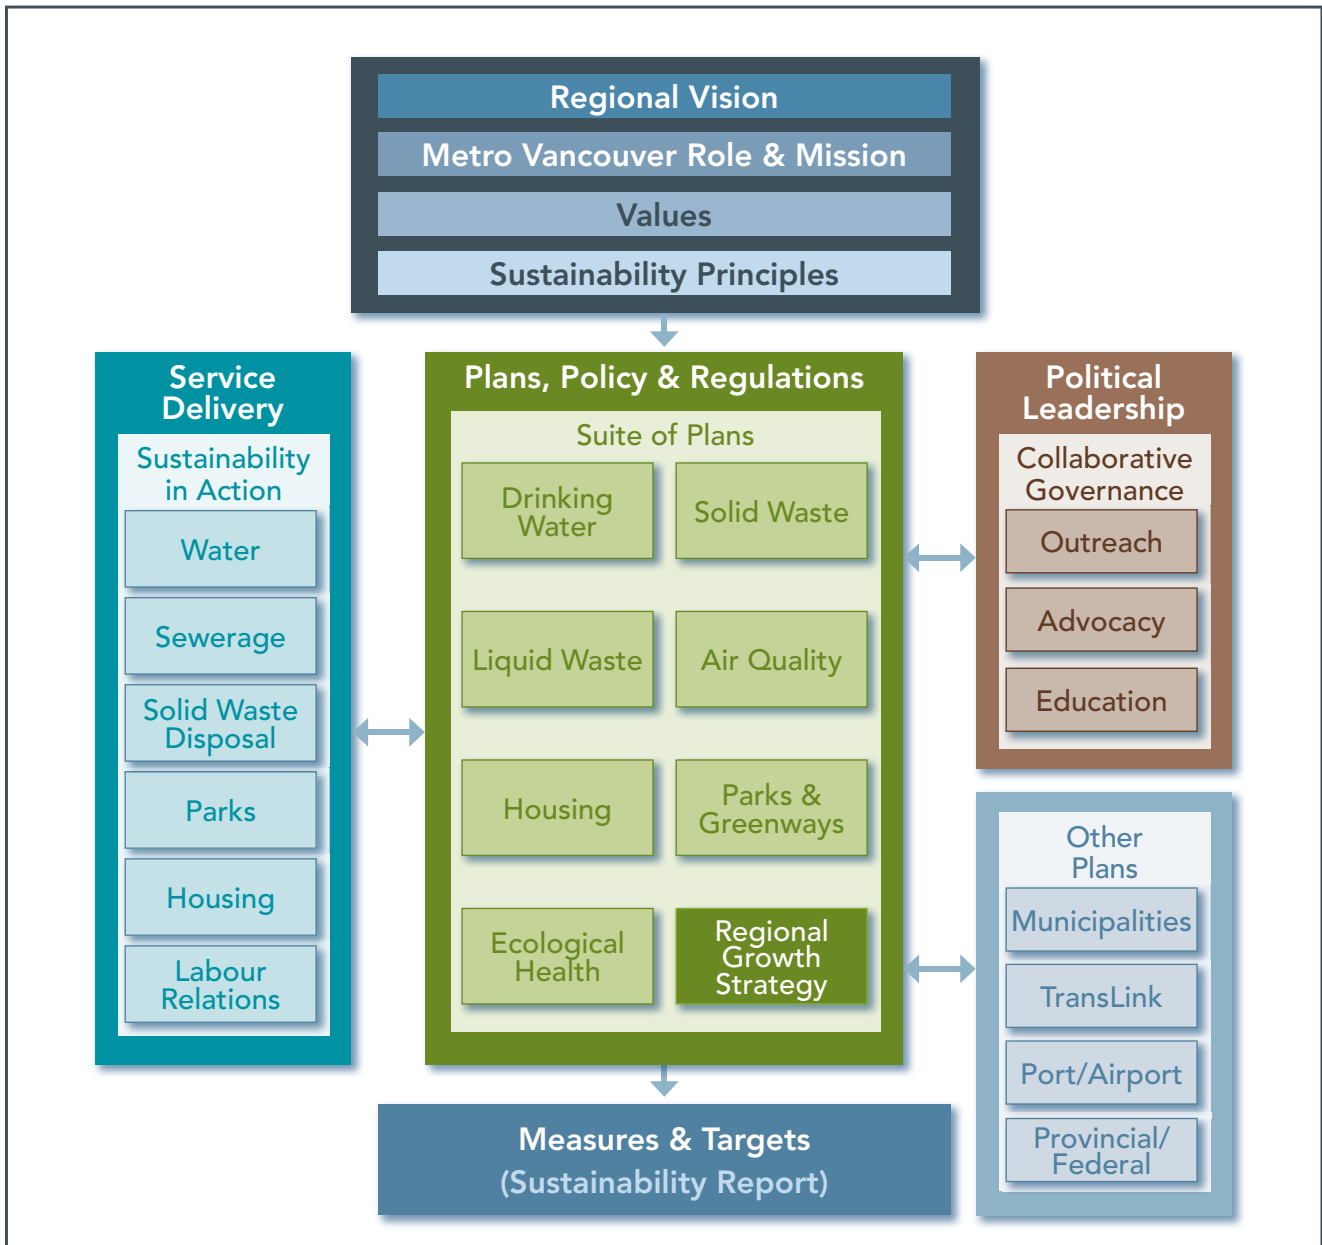 Regional Vision
Metro Vancouver Role & Mission
Values
Sustainability Principles
Service
Delivery
Sustainability
in Action
Water
Sewerage
Solid Waste
Disposal
Parks
Housing
Labour
Relations
Plans, Policy & Regulations
Suite of Plans
Drinking
Water
Solid Waste
Liquid Waste
Air Quality
Housing
Parks &
Greenways
Ecological
Health
Regional
Growth
Strategy
Political
Leadership
Collaborative
Governance
Outreach
Advocacy
Education
Other
Plans
Municipalities
TransLink
Port/Airport
Provincial/
Federal
Measures & Targets
(Sustainability Report)